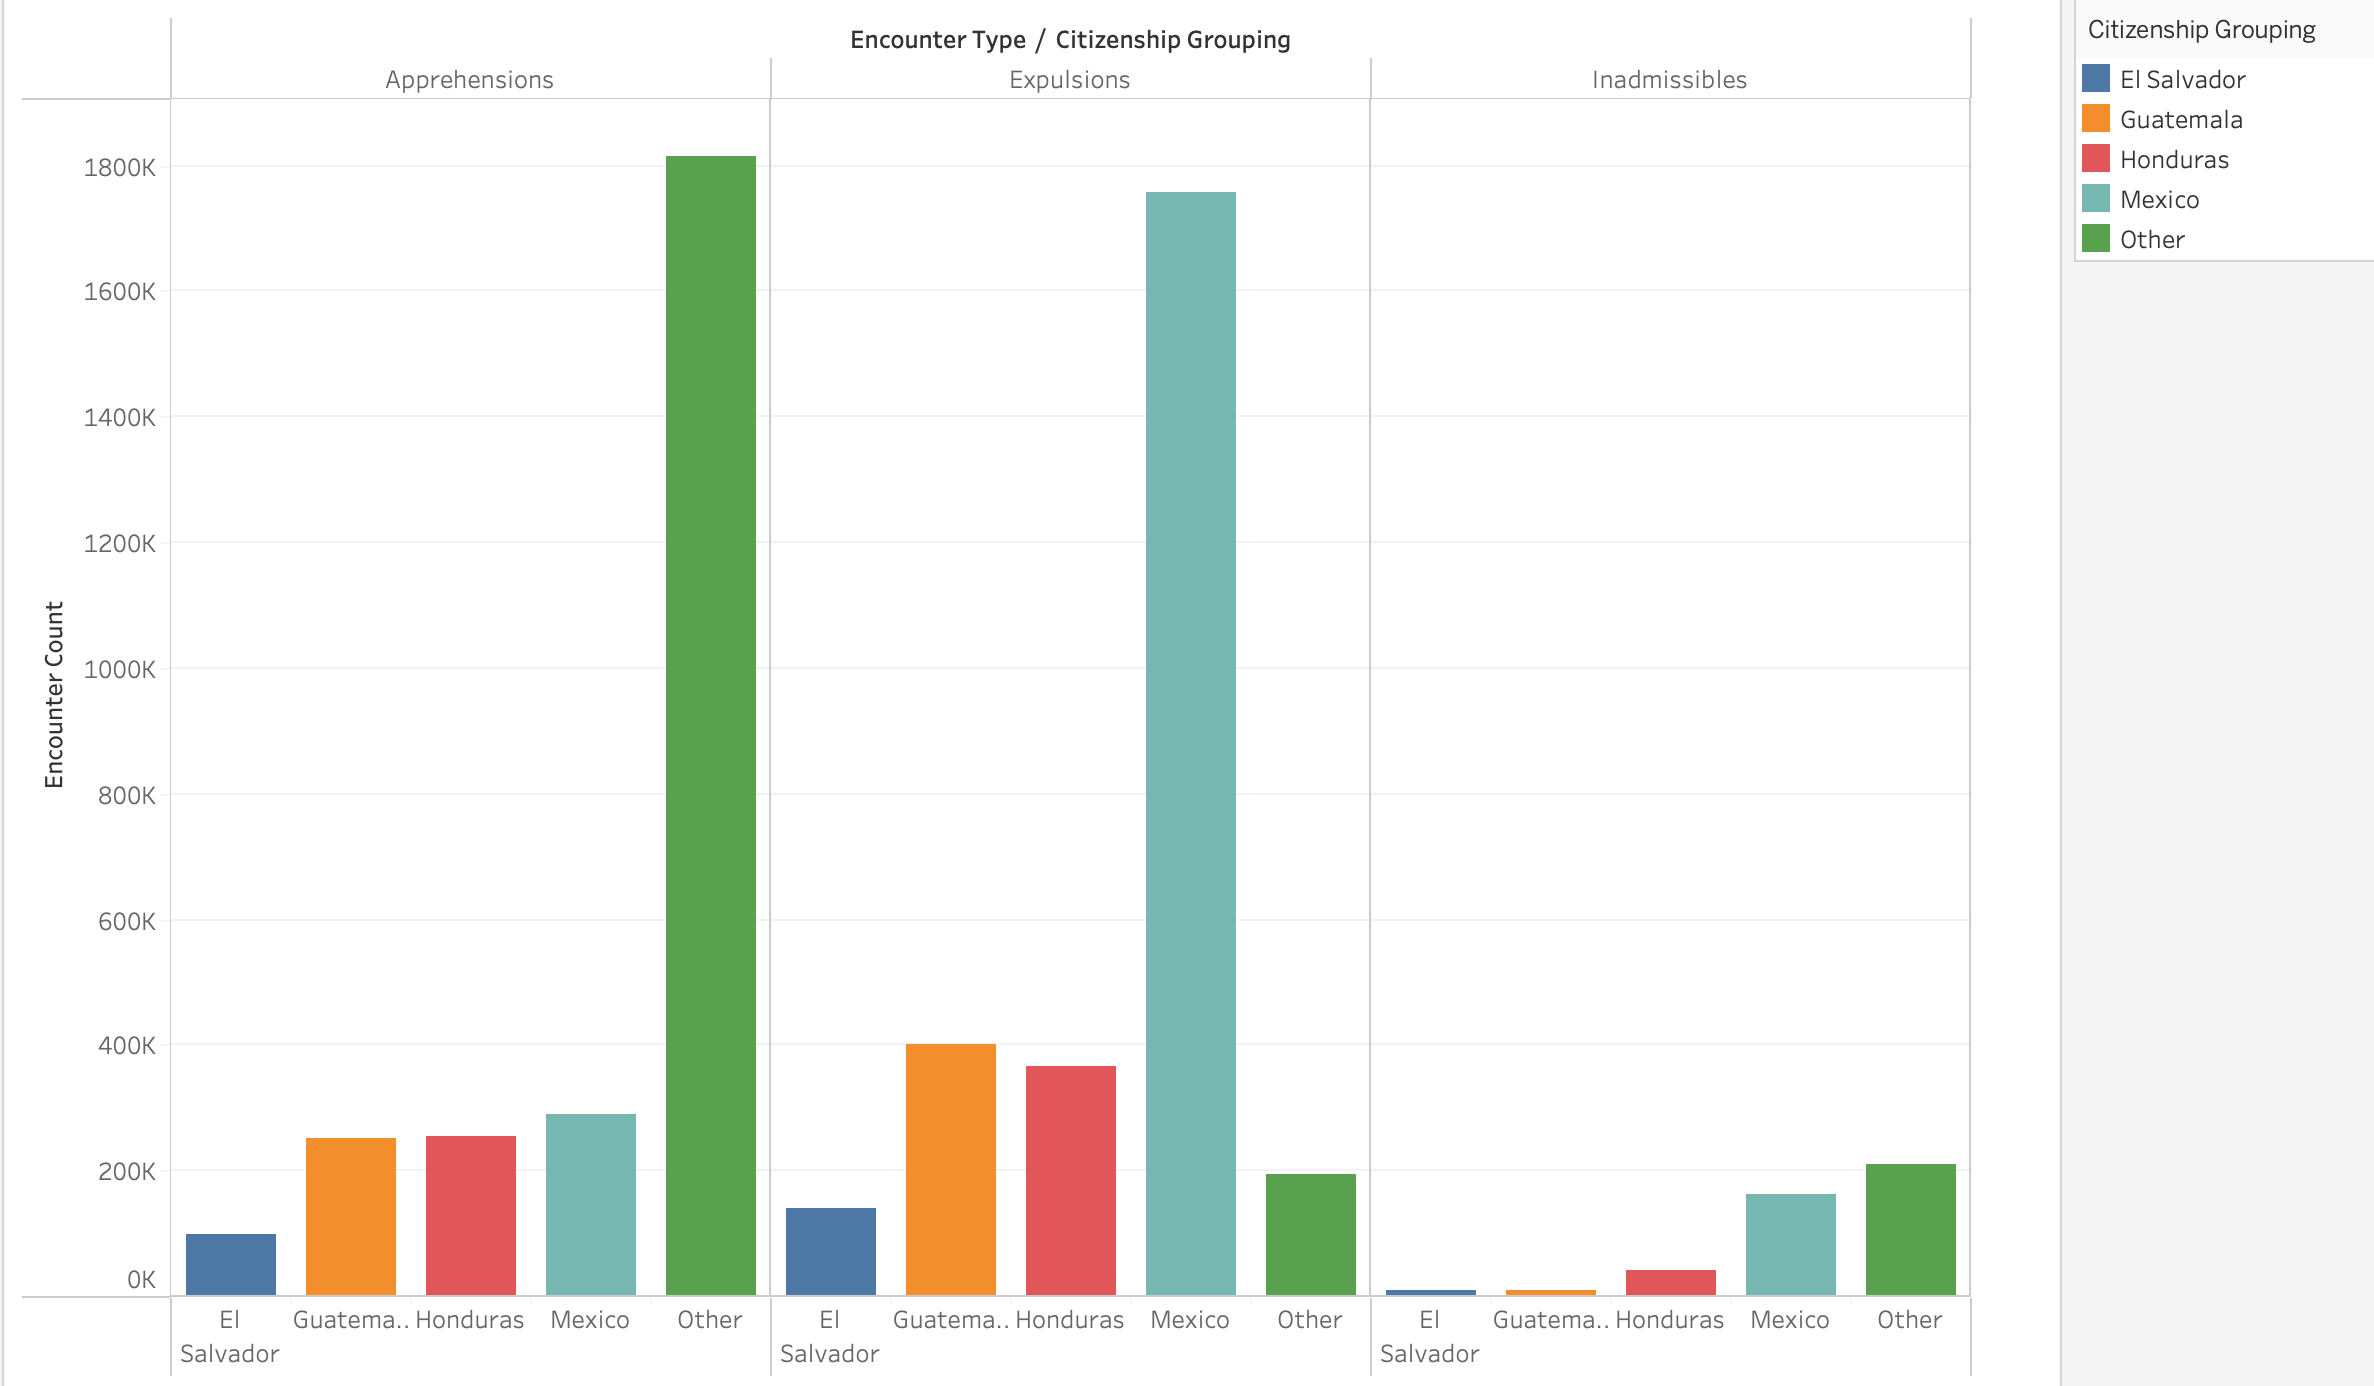 Encounter Type / Citizenship Grouping
Apprehensions
Expulsions
Inadmissibles
Encounter Count
1800K
1600K
1400K
1200K
1000K
800K
600K
400K
200K
0K
El Salvador
Guatema..
Honduras
Mexico
Other
El Salvador
Guatema..
Honduras
Mexico
Other
El Salvador
Guatema..
Honduras
Mexico
Other
Citizenship Grouping
El Salvador
Guatemala
Honduras
Mexico
Other